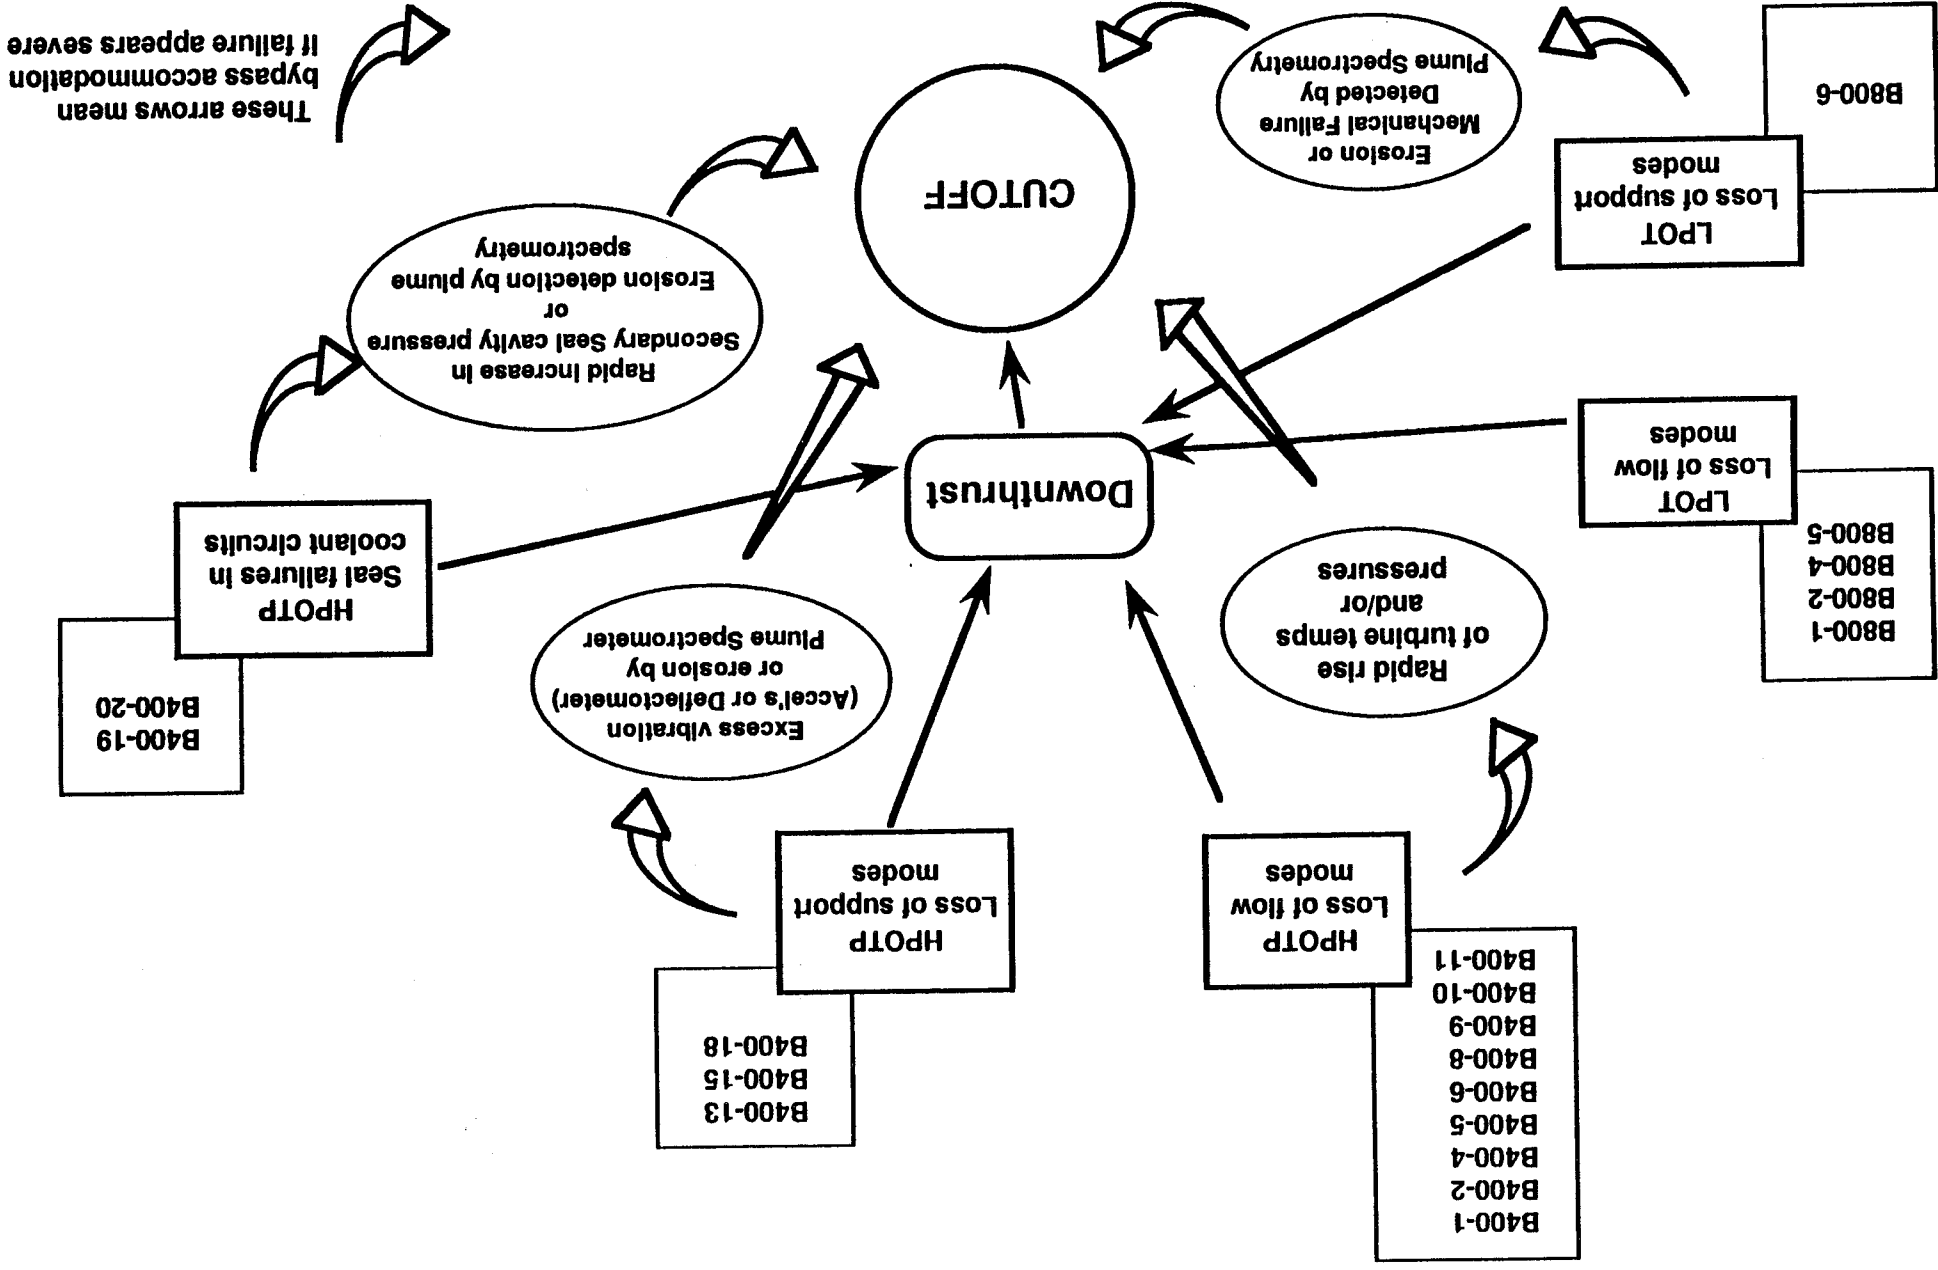 B400-1
B400-2
B400-4
B400-5
B400-6
B400-8
B400-9
B400-10
B400-11
HPOTP
Loss of flow
modes
B400-13
B400-15
B400-18
HPOTP
Loss of support
modes
B400-19
B400-20
HPOTP
Seal failures in
coolant circuits
B800-1
B800-2
B800-4
B800-5
LPOT
Loss of flow
modes
Rapid rise
of turbine temps
and/or
pressures
Excess vibration
(Accel's or Deflectometer)
or erosion by
Plume Spectrometer
Downthrust
Rapid Increase in
Secondary Seal cavity pressure
or
Erosion detection by plume
spectrometry
LPOT
Loss of support
modes
B800-6
Erosion or
Mechanical Failure
Detected by
Plume Spectrometry
CUTOFF
These arrows mean
bypass accommodation
If failure appears severe